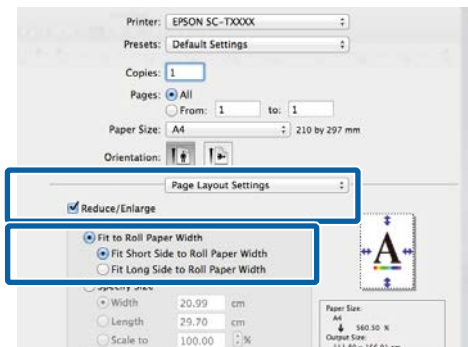 Printer: EPSON SC-TXXXX
Presets: Default Settings
Copies: 1
Pages: All
From: 1 to: 1
Paper Size: A4 210 by 297 mm
Orientation:
Page Layout Settings
Reduce/Enlarge
Fit to Roll Paper Width
Fit Short Side to Roll Paper Width
Fit Long Side to Roll Paper Width
Specify Size
Width 20.99 cm
Length 29.70 cm
Scale to 100.00 %
A
Paper Size:
A4
560.50 %
Output Size: